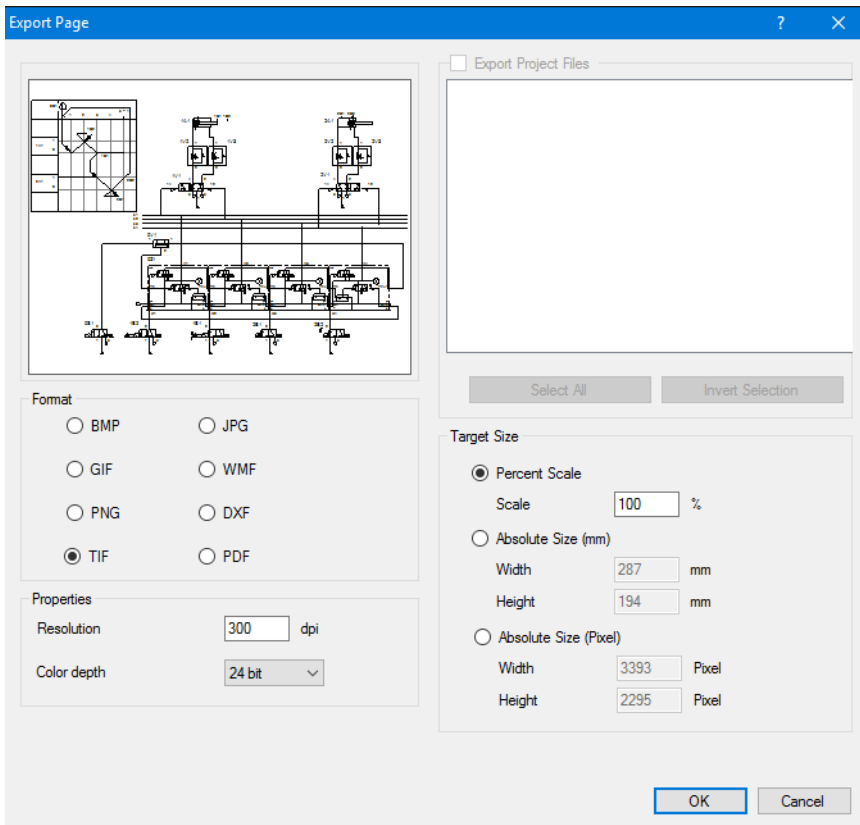 Export Page
?
Export Project Files
Select All
Invert Selection
Format
BMP
JPG
GIF
WMF
PNG
DXF
TIF
PDF
Properties
Resolution
300
dpi
Color depth
24 bit
Target Size
Percent Scale
Scale
100
%
Absolute Size (mm)
Width
287
mm
Height
194
mm
Absolute Size (Pixel)
Width
3393
Pixel
Height
2295
Pixel
OK
Cancel